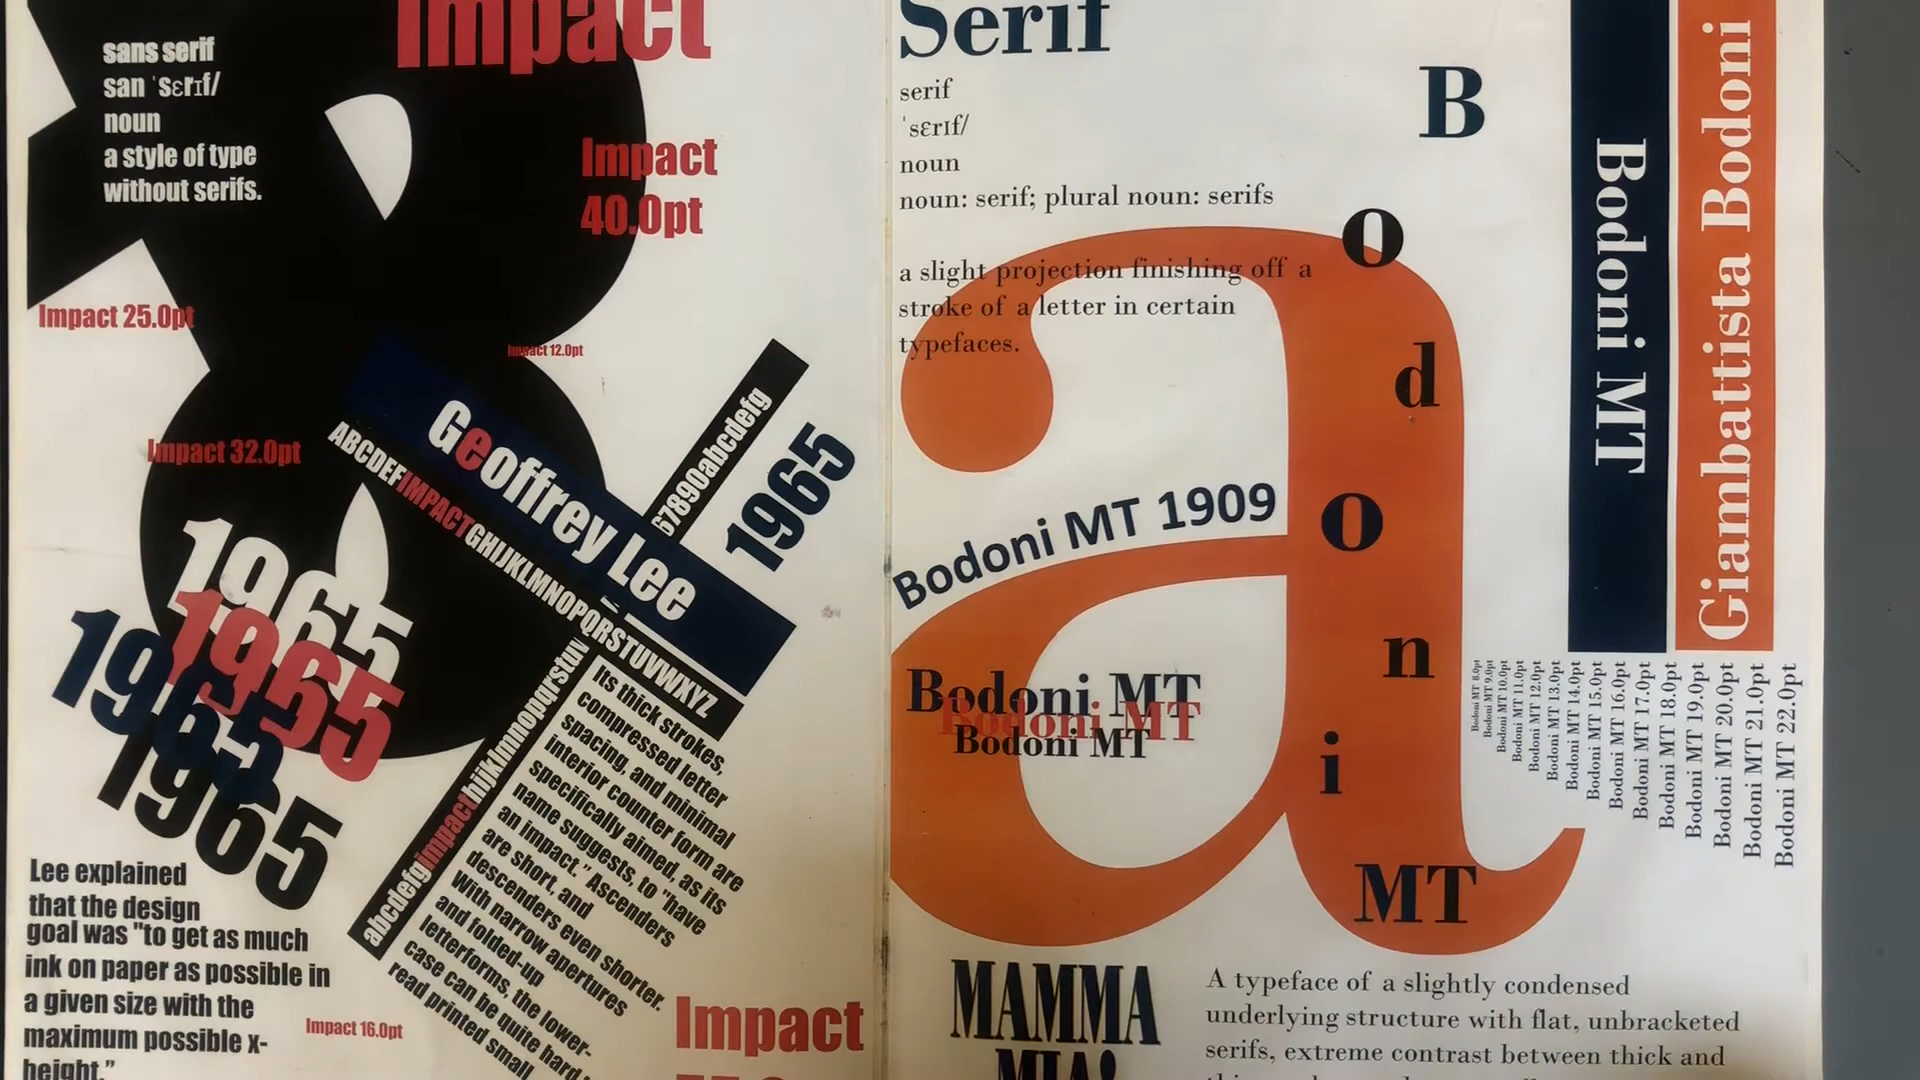 Impact
sans serif
san ˈsɛrɪf/
noun
a style of type
without serifs.
Impact
40.0pt
Impact 25.0pt
Impact 12.0pt
Impact 32.0pt
Geoffrey Lee
ABCDEFIMPACTGHIJKLMNOPQRSTUVWXYZ
67890abcdefg
1965
1965
1965
1965
1965
abcdefgimpacthijklmnopqrstuv
Its thick strokes,
compressed letter
spacing, and minimal
interior counter form are
specifically aimed, as its
name suggests, to "have
an impact." Ascenders
are short, and
descenders even shorter.
With narrow apertures
and folded-up
letterforms, the lower-
case can be quite hard
read printed small
Lee explained
that the design
goal was "to get as much
ink on paper as possible in
a given size with the
maximum possible x-
height."
Impact 16.0pt
Impact
Serif
serif
ˈsɛrɪf/
noun
noun: serif; plural noun: serifs
a slight projection finishing off a
stroke of a letter in certain
typefaces.
a
B
o
d
o
n
i
MT
Bodoni MT 1909
Bodoni MT
Bodoni MT
Bodoni MT
Bodoni MT
Giambattista Bodoni
Bodoni MT 8.0pt
Bodoni MT 9.0pt
Bodoni MT 10.0pt
Bodoni MT 11.0pt
Bodoni MT 12.0pt
Bodoni MT 13.0pt
Bodoni MT 14.0pt
Bodoni MT 15.0pt
Bodoni MT 16.0pt
Bodoni MT 17.0pt
Bodoni MT 18.0pt
Bodoni MT 19.0pt
Bodoni MT 20.0pt
Bodoni MT 21.0pt
Bodoni MT 22.0pt
MAMMA
MIA!
A typeface of a slightly condensed
underlying structure with flat, unbracketed
serifs, extreme contrast between thick and